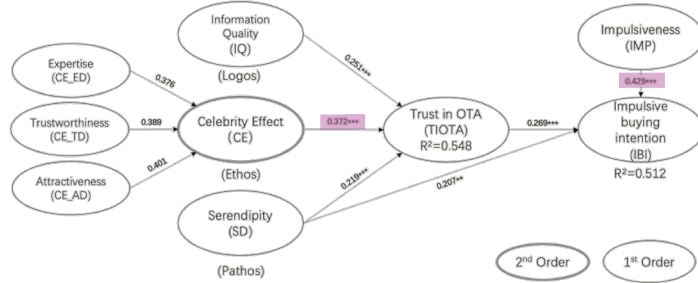 Information
Quality
(IQ)
(Logos)
Impulsiveness
(IMP)
Expertise
(CE_ED)
0.376
0.251***
0.429***
Trustworthiness
(CE_TD)
0.389
Celebrity Effect
(CE)
(Ethos)
0.372***
Trust in OTA
(TIOTA)
R²=0.548
0.269***
Impulsive
buying
intention
(IBI)
R²=0.512
Attractiveness
(CE_AD)
0.401
0.219***
0.207**
Serendipity
(SD)
(Pathos)
2nd Order
1st Order